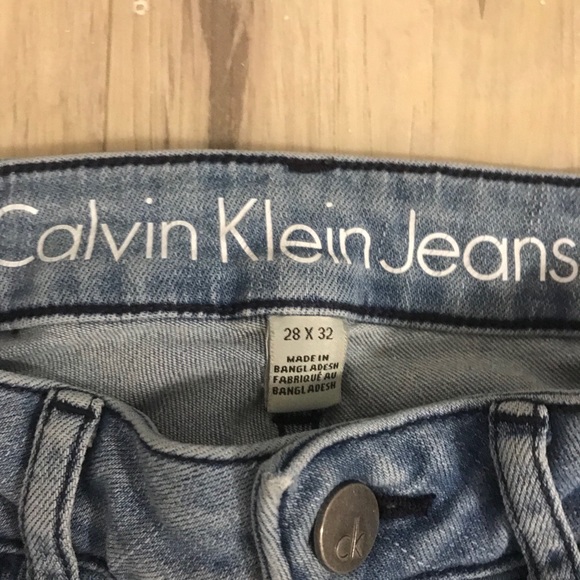 Calvin Klein Jeans
28 X 32
MADE IN
BANGLADESH
FABRIQUÉ AU
BANGLADESH
ck